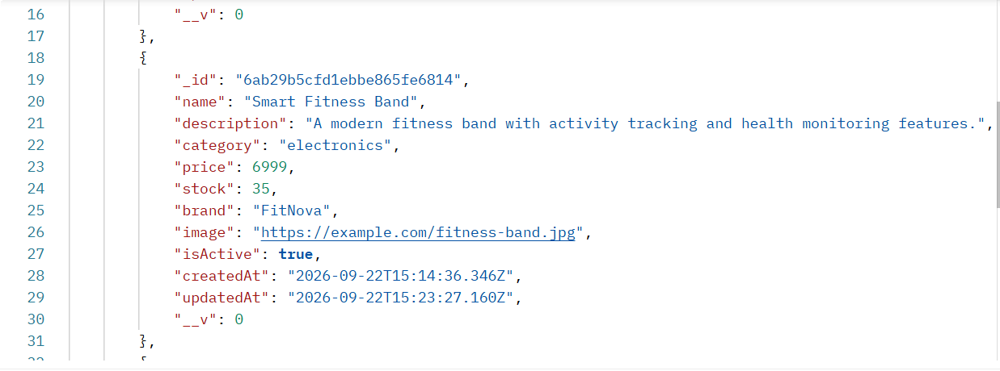 16 "__v": 0
17 },
18 {
19 "_id": "6ab29b5cfd1ebbe865fe6814",
20 "name": "Smart Fitness Band",
21 "description": "A modern fitness band with activity tracking and health monitoring features.",
22 "category": "electronics",
23 "price": 6999,
24 "stock": 35,
25 "brand": "FitNova",
26 "image": "https://example.com/fitness-band.jpg",
27 "isActive": true,
28 "createdAt": "2026-09-22T15:14:36.346Z",
29 "updatedAt": "2026-09-22T15:23:27.160Z",
30 "__v": 0
31 },